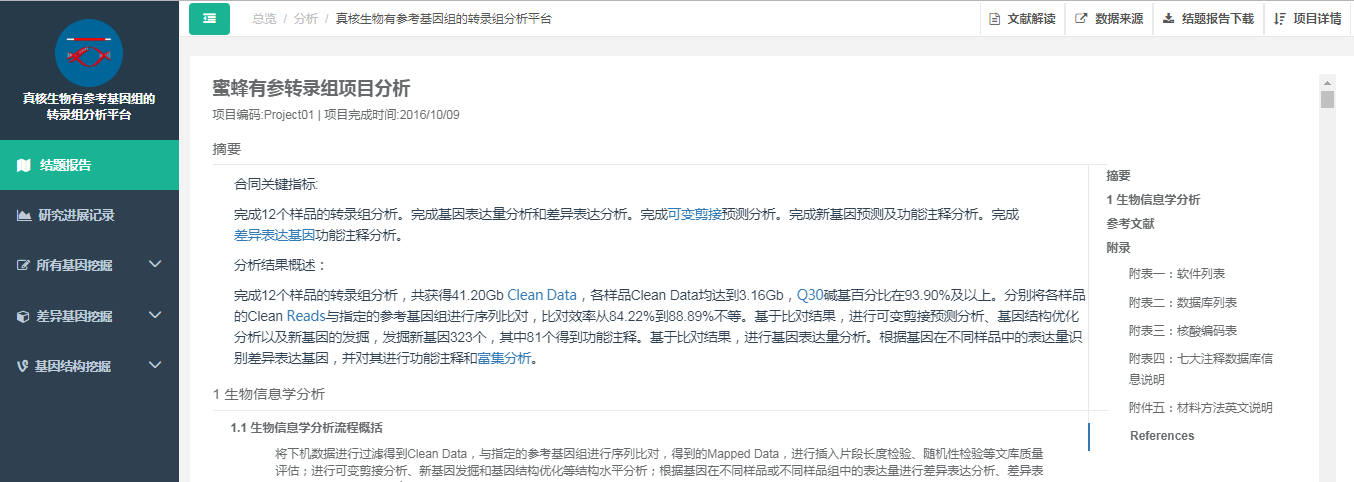 总览 / 分析 / 真核生物有参考基因组的转录组分析平台
文献解读
数据来源
结题报告下载
项目详情
真核生物有参考基因组的
转录组分析平台
结题报告
研究进展记录
所有基因挖掘
差异基因挖掘
基因结构挖掘
蜜蜂有参转录组项目分析
项目编码:Project01 | 项目完成时间:2016/10/09
摘要
合同关键指标:
完成12个样品的转录组分析。完成基因表达量分析和差异表达分析。完成可变剪接预测分析。完成新基因预测及功能注释分析。完成
差异表达基因功能注释分析。
分析结果概述：
完成12个样品的转录组分析，共获得41.20Gb Clean Data，各样品Clean Data均达到3.16Gb，Q30碱基百分比在93.90%及以上。分别将各样品
的Clean Reads与指定的参考基因组进行序列比对，比对效率从84.22%到88.89%不等。基于比对结果，进行可变剪接预测分析、基因结构优化
分析以及新基因的发掘，发掘新基因323个，其中81个得到功能注释。基于比对结果，进行基因表达量分析。根据基因在不同样品中的表达量识
别差异表达基因，并对其进行功能注释和富集分析。
1 生物信息学分析
1.1 生物信息学分析流程概括
将下机数据进行过滤得到Clean Data，与指定的参考基因组进行序列比对，得到的Mapped Data，进行插入片段长度检验、随机性检验等文库质量
评估；进行可变剪接分析、新基因发掘和基因结构优化等结构水平分析；根据基因在不同样品或不同样品组中的表达量进行差异表达分析、差异表
摘要
1 生物信息学分析
参考文献
附录
附表一：软件列表
附表二：数据库列表
附表三：核酸编码表
附表四：七大注释数据库信
息说明
附件五：材料方法英文说明
References